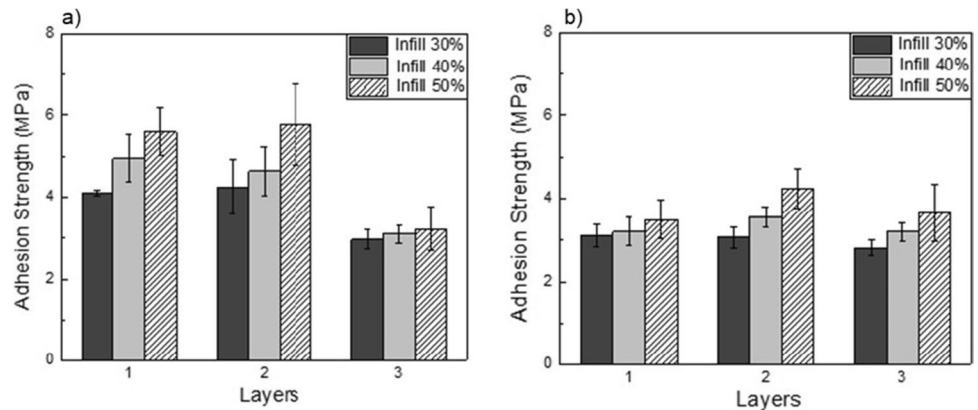 a)
Adhesion Strength (MPa)
8
6
4
2
0
Infill 30%
Infill 40%
Infill 50%
1 2 3
Layers
b)
Adhesion Strength (MPa)
8
6
4
2
0
Infill 30%
Infill 40%
Infill 50%
1 2 3
Layers